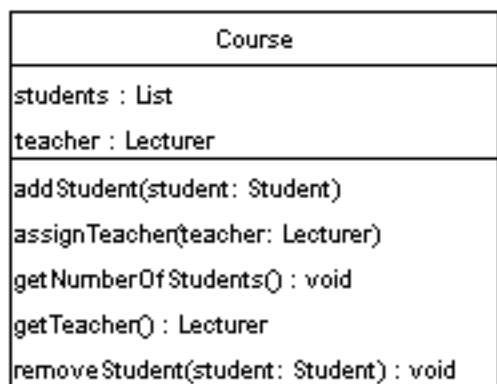 Course
students : List
teacher : Lecturer
addStudent(student: Student)
assignTeacher(teacher: Lecturer)
getNumberOfStudents() : void
getTeacher() : Lecturer
removeStudent(student: Student) : void